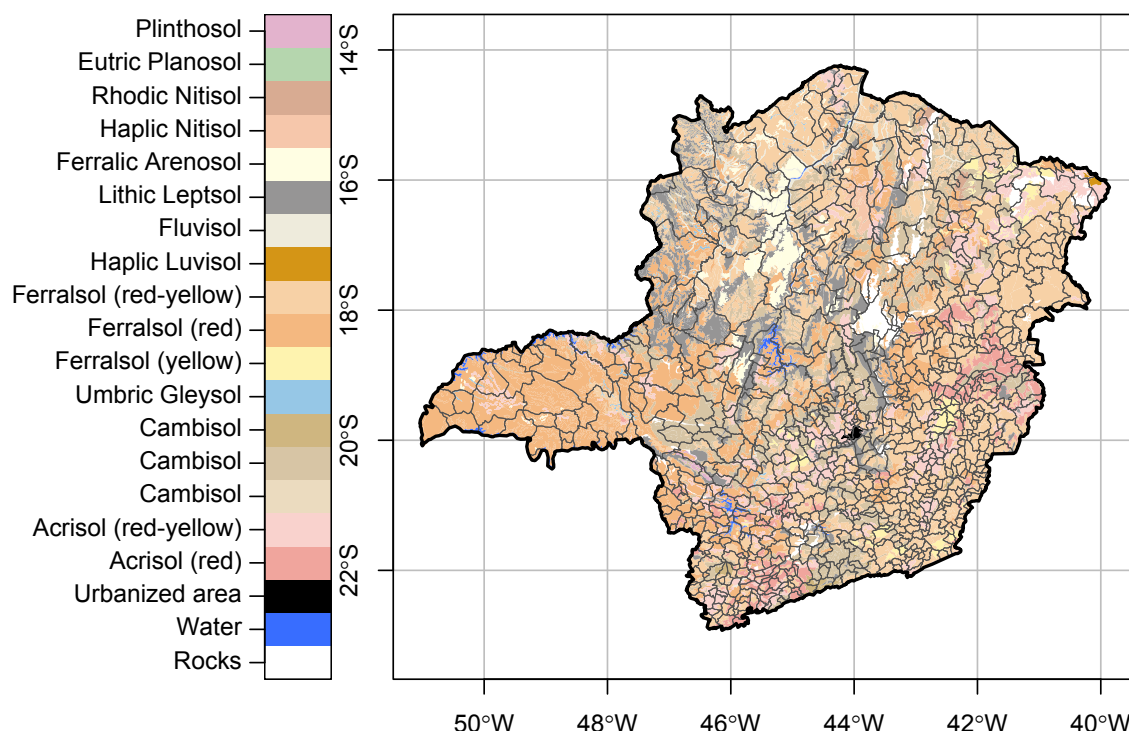 Plinthosol
Eutric Planosol
Rhodic Nitisol
Haplic Nitisol
Ferralic Arenosol
Lithic Leptsol
Fluvisol
Haplic Luvisol
Ferralsol (red-yellow)
Ferralsol (red)
Ferralsol (yellow)
Umbric Gleysol
Cambisol
Cambisol
Cambisol
Acrisol (red-yellow)
Acrisol (red)
Urbanized area
Water
Rocks
14°S
16°S
18°S
20°S
22°S
50°W
48°W
46°W
44°W
42°W
40°W